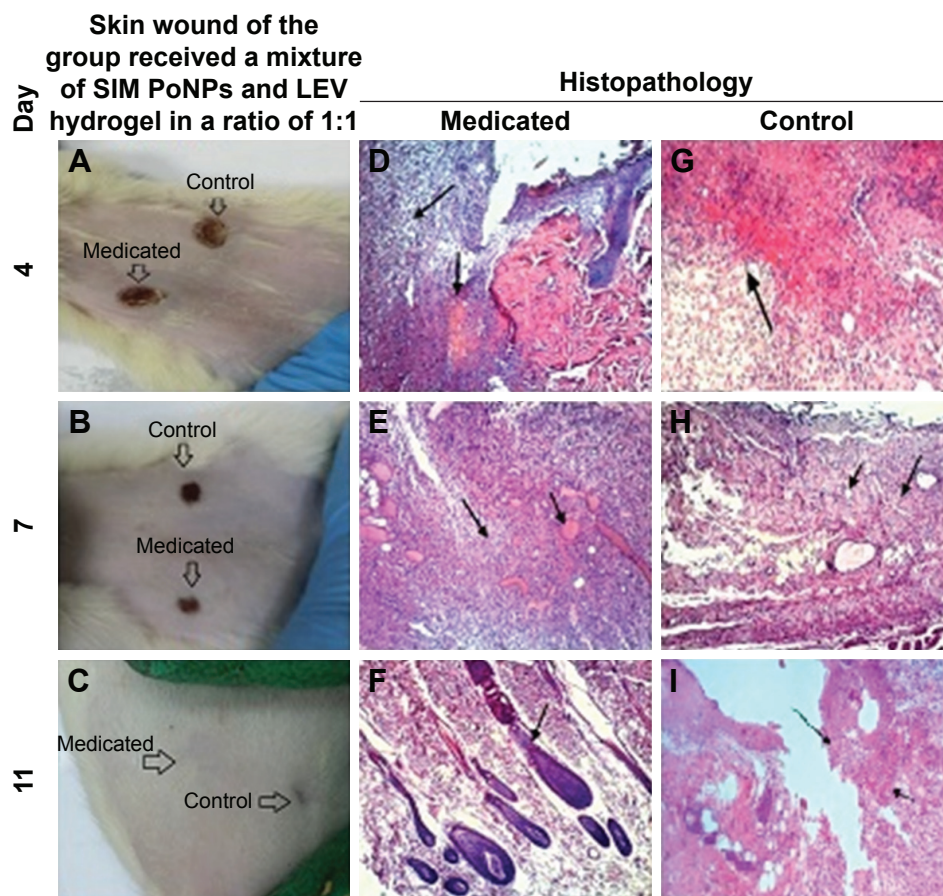 Skin wound of the
group received a mixture
of SIM PoNPs and LEV
hydrogel in a ratio of 1:1
Day
Histopathology
Medicated
Control
4
A
Control
Medicated
D
G
7
B
Control
Medicated
E
H
11
C
Medicated
Control
F
I